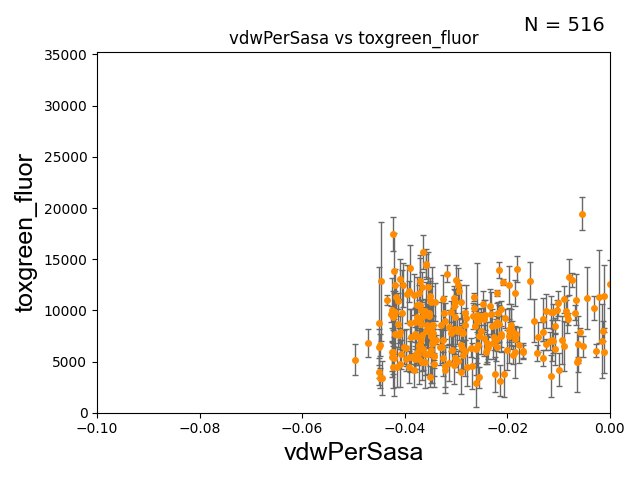 N = 516
vdwPerSasa vs toxgreen_fluor
35000
30000
25000
20000
15000
10000
5000
0
toxgreen_fluor
−0.10 −0.08 −0.06 −0.04 −0.02 0.00
vdwPerSasa